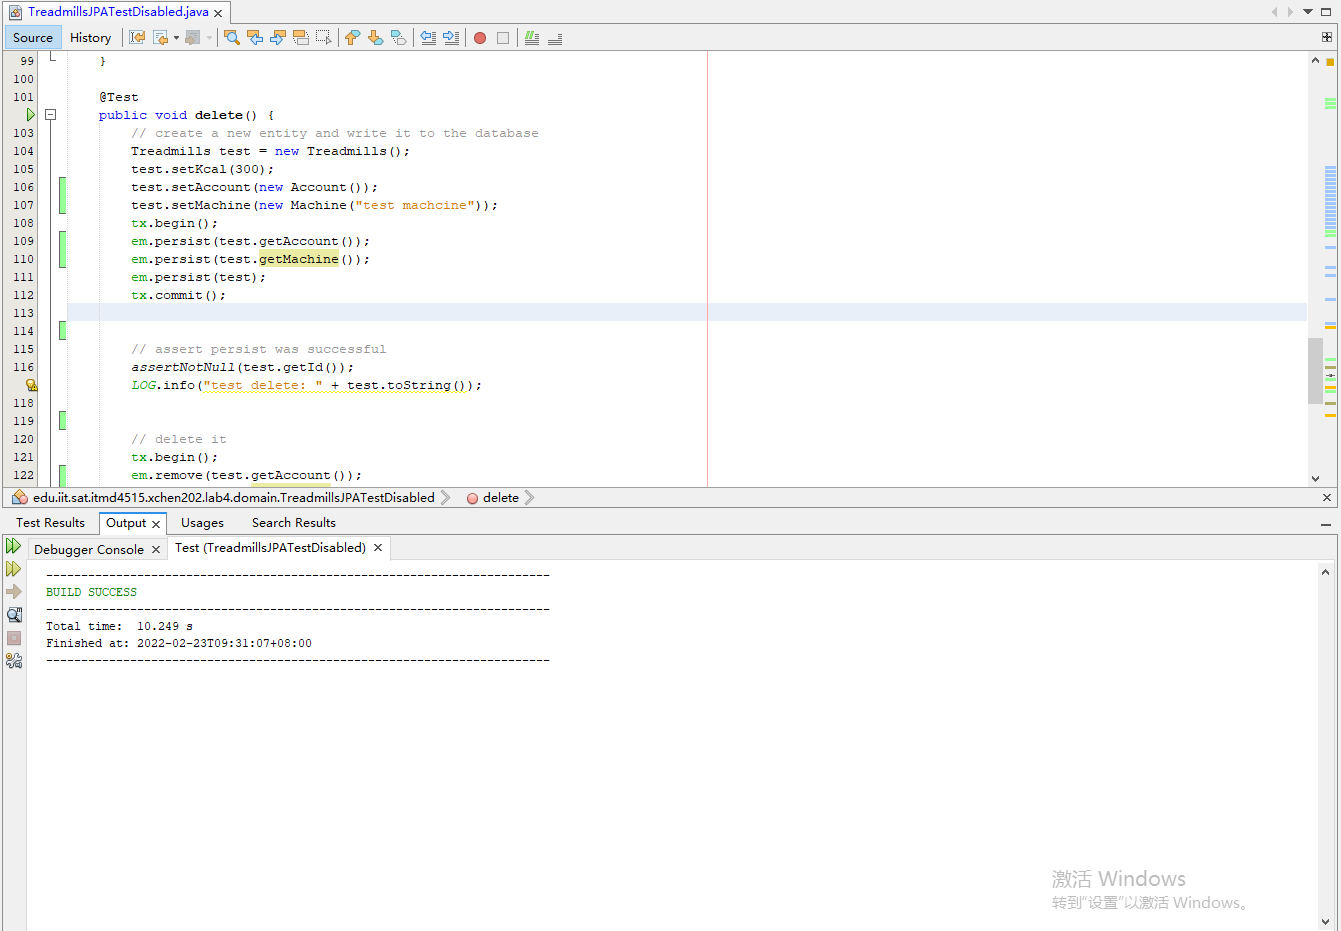 TreadmillsJPATestDisabled.java
Source History
99 }
100
101 @Test
public void delete() {
103 // create a new entity and write it to the database
104 Treadmills test = new Treadmills();
105 test.setKcal(300);
106 test.setAccount(new Account());
107 test.setMachine(new Machine("test machcine"));
108 tx.begin();
109 em.persist(test.getAccount());
110 em.persist(test.getMachine());
111 em.persist(test);
112 tx.commit();
113
114
115 // assert persist was successful
116 assertNotNull(test.getId());
LOG.info("test delete: " + test.toString());
118
119
120 // delete it
121 tx.begin();
122 em.remove(test.getAccount());
edu.iit.sat.itmd4515.xchen202.lab4.domain.TreadmillsJPATestDisabled delete
Test Results Output Usages Search Results
Debugger Console Test (TreadmillsJPATestDisabled)
------------------------------------------------------------------------
BUILD SUCCESS
------------------------------------------------------------------------
Total time:  10.249 s
Finished at: 2022-02-23T09:31:07+08:00
------------------------------------------------------------------------
激活 Windows
转到"设置"以激活 Windows。